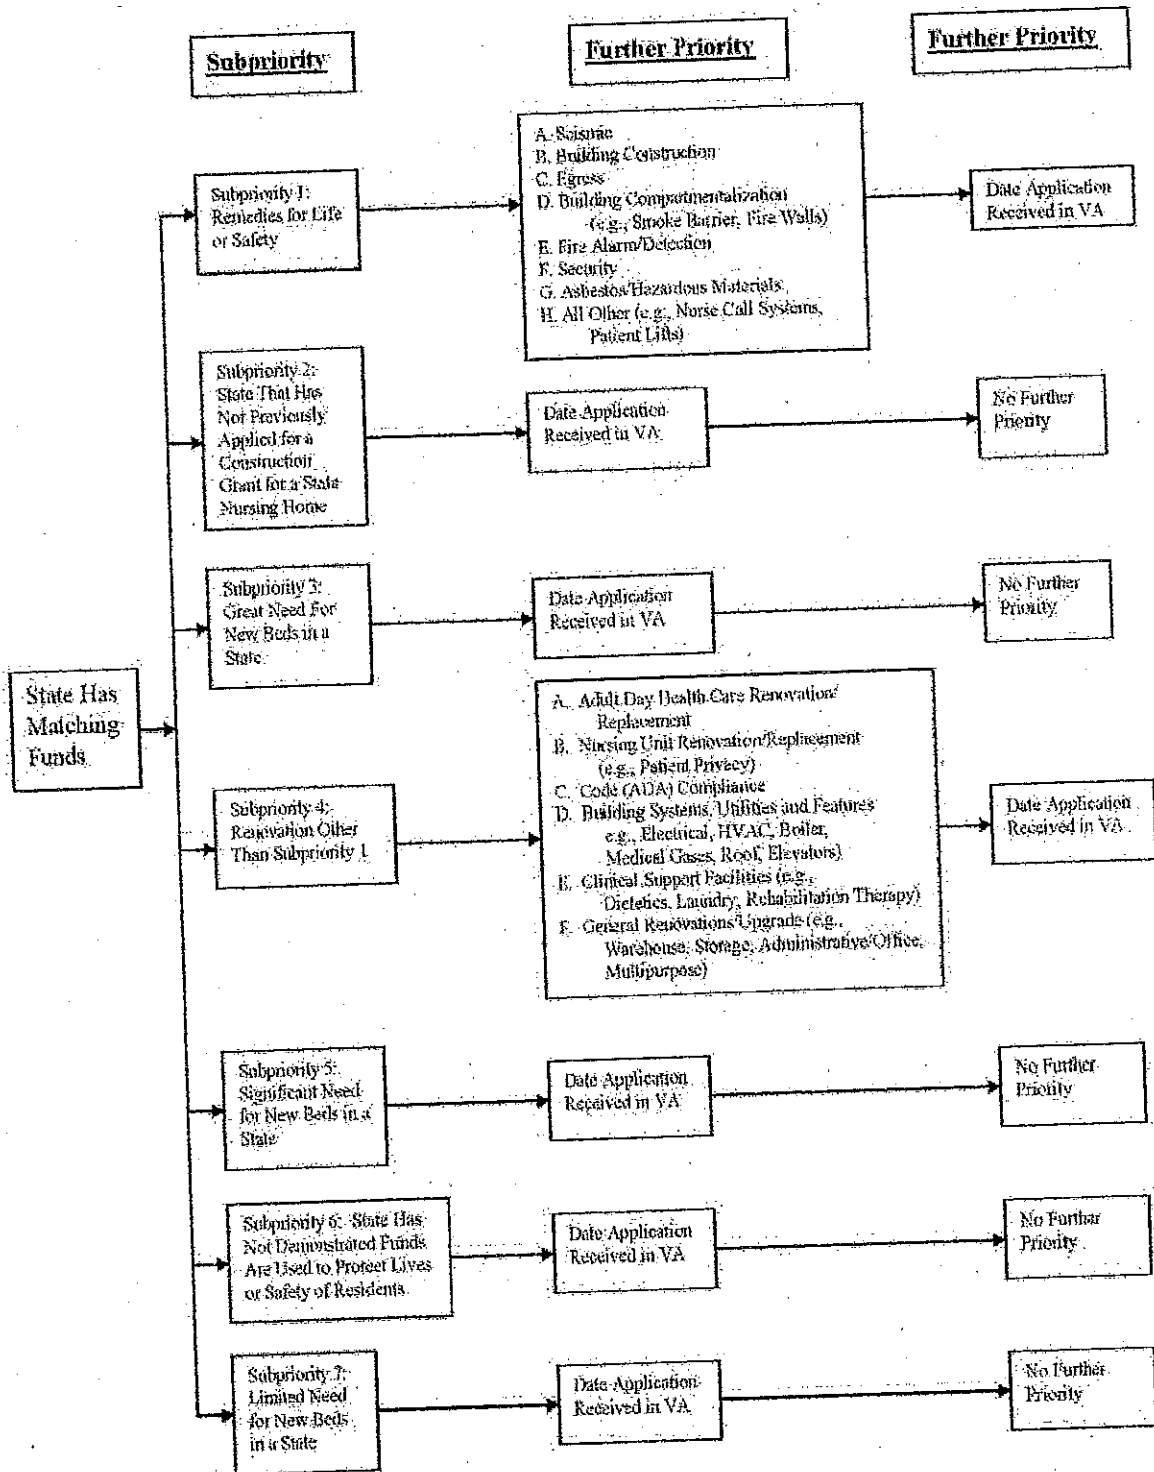 Subpriority
Further Priority
Further Priority
Subpriority 1:
Remedies for Life
or Safety
A. Seismic
B. Building Construction
C. Egress
D. Building Compartmentalization
(e.g., Smoke Barrier, Fire Walls)
E. Fire Alarm/Detection
F. Security
G. Asbestos/Hazardous Materials
H. All Other (e.g., Nurse Call Systems,
Patient Lifts)
Date Application
Received in VA
Subpriority 2:
State That Has
Not Previously
Applied for a
Construction
Grant for a State
Nursing Home
Date Application
Received in VA
No Further
Priority
Subpriority 3:
Great Need For
New Beds in a
State
Date Application
Received in VA
No Further
Priority
State Has
Matching
Funds
Subpriority 4:
Renovation Other
Than Subpriority 1
A. Adult Day Health Care Renovation/
Replacement
B. Nursing Unit Renovation/Replacement
(e.g., Patient Privacy)
C. Code (ADA) Compliance
D. Building Systems, Utilities and Features
e.g., Electrical, HVAC, Boiler,
Medical Gases, Roof, Elevators)
E. Clinical Support Facilities (e.g.,
Dietetics, Laundry, Rehabilitation Therapy)
F. General Renovations/Upgrade (e.g.,
Warehouse, Storage, Administrative/Office,
Multipurpose)
Date Application
Received in VA
Subpriority 5:
Significant Need
for New Beds in a
State
Date Application
Received in VA
No Further
Priority
Subpriority 6: State Has
Not Demonstrated Funds
Are Used to Protect Lives
or Safety of Residents
Date Application
Received in VA
No Further
Priority
Subpriority 7:
Limited Need
for New Beds
in a State
Date Application
Received in VA
No Further
Priority